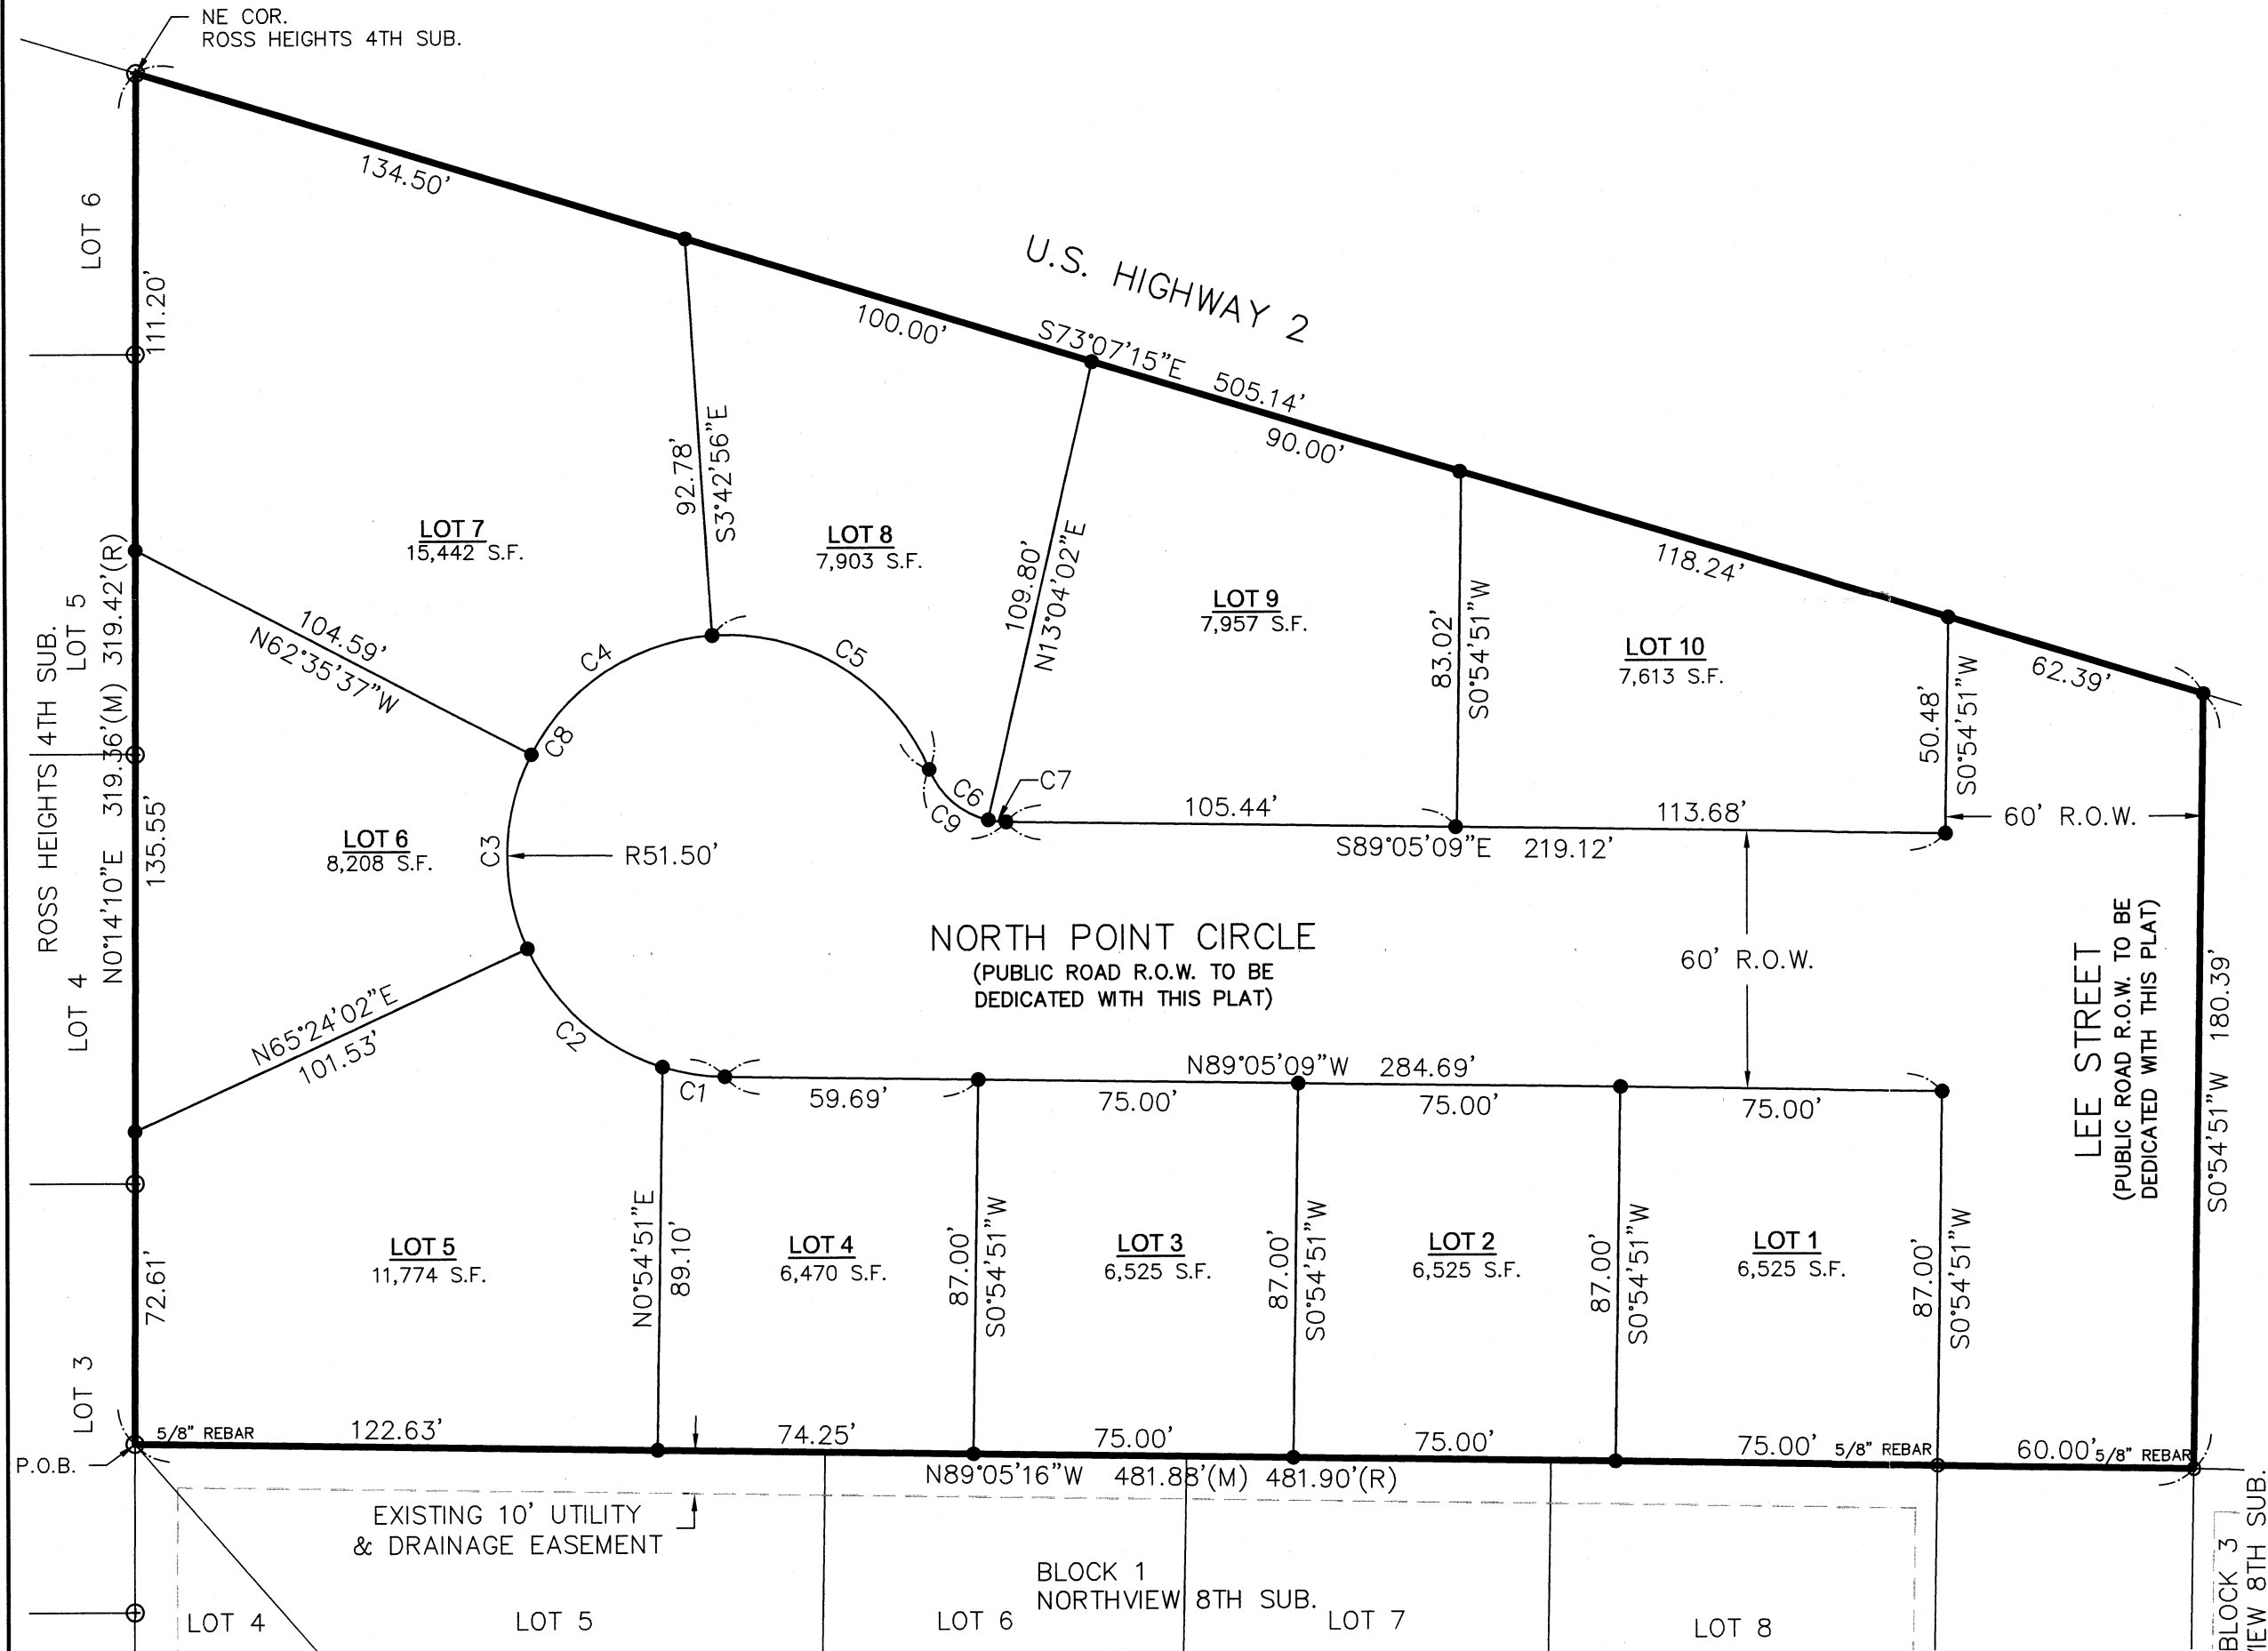 NE COR.
ROSS HEIGHTS 4TH SUB.
134.50'
U.S. HIGHWAY 2
100.00'
S73°07'15"E 505.14'
90.00'
118.24'
62.39'
LOT 6
111.20'
LOT 5
ROSS HEIGHTS 4TH SUB.
N0°14'10"E 319.36'(M) 319.42'(R)
135.55'
LOT 4
72.61'
LOT 3
LOT 7
15,442 S.F.
92.78'
S3°42'56"E
LOT 8
7,903 S.F.
109.80'
N13°04'02"E
LOT 9
7,957 S.F.
83.02'
S0°54'51"W
LOT 10
7,613 S.F.
50.48'
S0°54'51"W
60' R.O.W.
104.59'
N62°35'37"W
C4
C5
C8
C6
C9
C7
105.44'
113.68'
S89°05'09"E 219.12'
LOT 6
8,208 S.F.
C3
R51.50'
NORTH POINT CIRCLE
(PUBLIC ROAD R.O.W. TO BE
DEDICATED WITH THIS PLAT)
60' R.O.W.
LEE STREET
(PUBLIC ROAD R.O.W. TO BE
DEDICATED WITH THIS PLAT)
S0°54'51"W 180.39'
N65°24'02"E
101.53'
C2
C1
N89°05'09"W 284.69'
59.69'
75.00'
75.00'
75.00'
LOT 5
11,774 S.F.
N0°54'51"E
89.10'
LOT 4
6,470 S.F.
87.00'
S0°54'51"W
LOT 3
6,525 S.F.
87.00'
S0°54'51"W
LOT 2
6,525 S.F.
87.00'
S0°54'51"W
LOT 1
6,525 S.F.
87.00'
S0°54'51"W
P.O.B.
5/8" REBAR
122.63'
74.25'
75.00'
75.00'
75.00'
5/8" REBAR
60.00'
5/8" REBAR
N89°05'16"W 481.88'(M) 481.90'(R)
EXISTING 10' UTILITY
& DRAINAGE EASEMENT
BLOCK 1
NORTHVIEW 8TH SUB.
LOT 4
LOT 5
LOT 6
LOT 7
LOT 8
BLOCK 3
VIEW 8TH SUB.